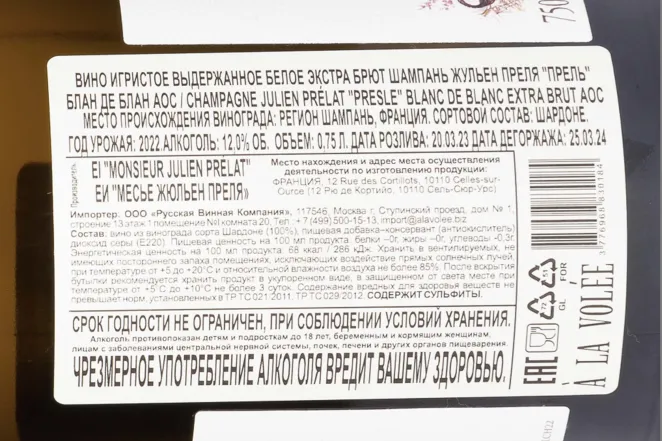 750
ВИНО ИГРИСТОЕ ВЫДЕРЖАННОЕ БЕЛОЕ ЭКСТРА БРЮТ ШАМПАНЬ ЖУЛЬЕН ПРЕЛЯ "ПРЕЛЬ"
БЛАН ДЕ БЛАН АОС / CHAMPAGNE JULIEN PRÉLAT "PRESLE" BLANC DE BLANC EXTRA BRUT AOC
МЕСТО ПРОИСХОЖДЕНИЯ ВИНОГРАДА: РЕГИОН ШАМПАНЬ, ФРАНЦИЯ. СОРТОВОЙ СОСТАВ: ШАРДОНЕ.
ГОД УРОЖАЯ: 2022 АЛКОГОЛЬ: 12,0% ОБ. ОБЪЕМ: 0,75 Л. ДАТА РОЗЛИВА: 20.03.23 ДАТА ДЕГОРЖАЖА: 25.03.24
Производитель:
EI "MONSIEUR JULIEN PRÉLAT"
ЕИ "МЕСЬЕ ЖЮЛЬЕН ПРЕЛЯ»
Место нахождения и адрес места осуществления
деятельности по изготовлению продукции:
ФРАНЦИЯ, 12 Rue des Cortillots, 10110 Celles-sur-
Ource (12 Рю де Кортийо, 10110 Сель-Сюр-Урс)
Импортер: ООО «Русская Винная Компания», 117546, Москва г, Ступинский проезд, дом № 1,
строение 13 этаж 1 помещение №I комната 20, Тел.: +7 (499) 500-15-13, import@alavolee.biz
Состав: вино из винограда сорта Шардоне (100%), пищевая добавка–консервант (антиокислитель)
диоксид серы (Е220). Пищевая ценность на 100 мл продукта: белки –0г, жиры –0г, углеводы -0,3г.
Энергетическая ценность на 100 мл продукта: 68 ккал / 286 кДж. Хранить в вентилируемых, не
имеющих постороннего запаха помещениях, исключающих воздействие прямых солнечных лучей,
при температуре от +5 до +20°С и относительной влажности воздуха не более 85%. После вскрытия
бутылки рекомендуется хранить продукт в укупоренном виде, в защищенном от света месте при
температуре от +5°С до +10°С не более 3 суток. Содержание вредных для здоровья веществ не
превышает норм, установленных в ТР ТС 021 2011, ТР ТС 029 2012. СОДЕРЖИТ СУЛЬФИТЫ.
СРОК ГОДНОСТИ НЕ ОГРАНИЧЕН, ПРИ СОБЛЮДЕНИИ УСЛОВИЙ ХРАНЕНИЯ.
Алкоголь противопоказан детям и подросткам до 18 лет, беременным и кормящим женщинам,
лицам с заболеваниями центральной нервной системы, почек, печени и других органов пищеварения.
ЧРЕЗМЕРНОЕ УПОТРЕБЛЕНИЕ АЛКОГОЛЯ ВРЕДИТ ВАШЕМУ ЗДОРОВЬЮ.
EAC
GL
FOR
À LA VOLÉE